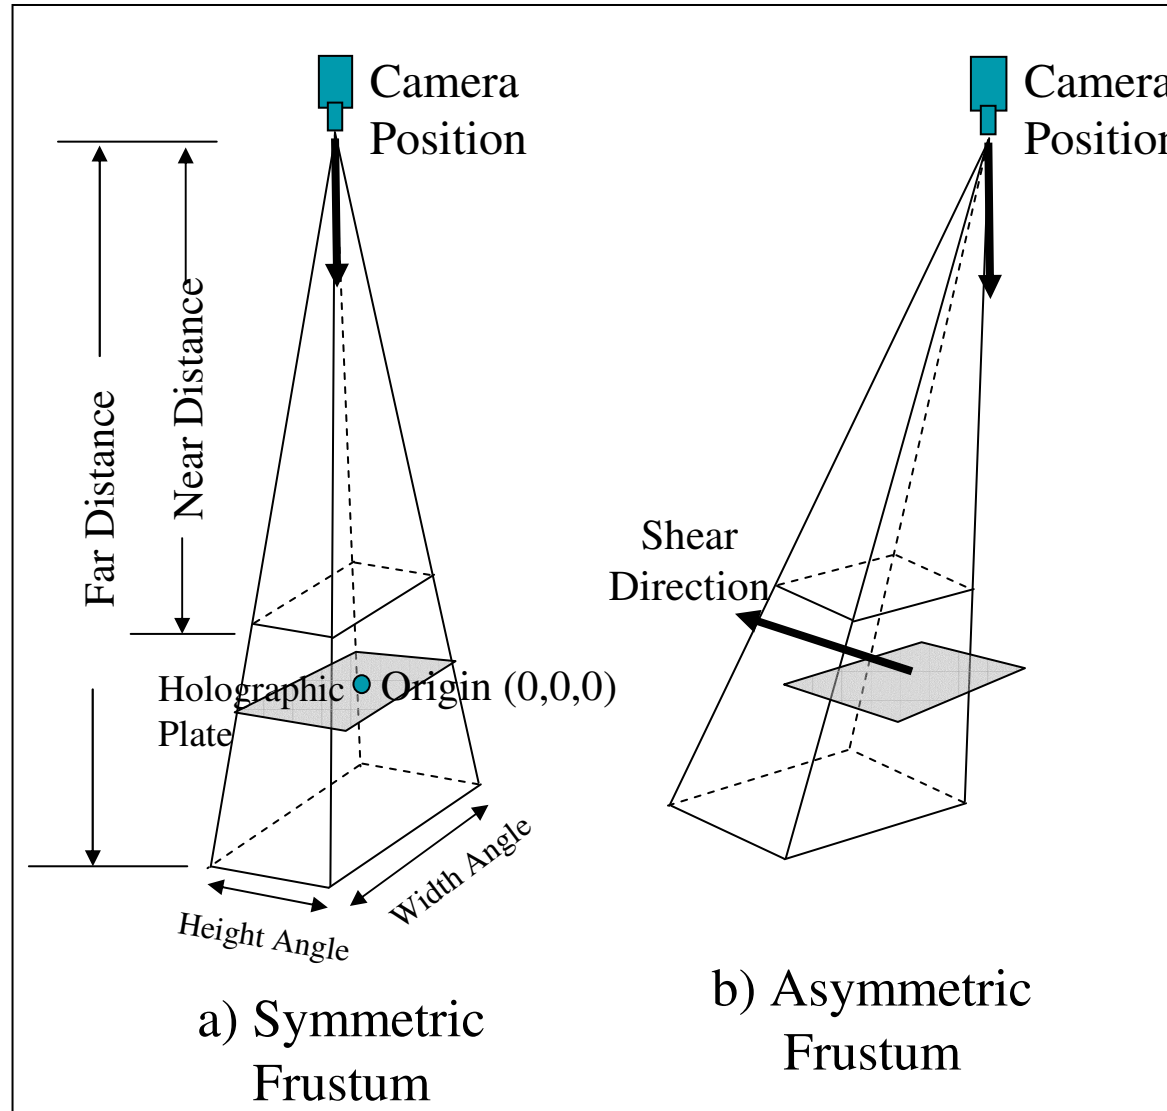 Camera
Position
Far Distance
Near Distance
Holographic
Plate
Origin (0,0,0)
Height Angle
Width Angle
a) Symmetric
Frustum
Camera
Position
Shear
Direction
b) Asymmetric
Frustum